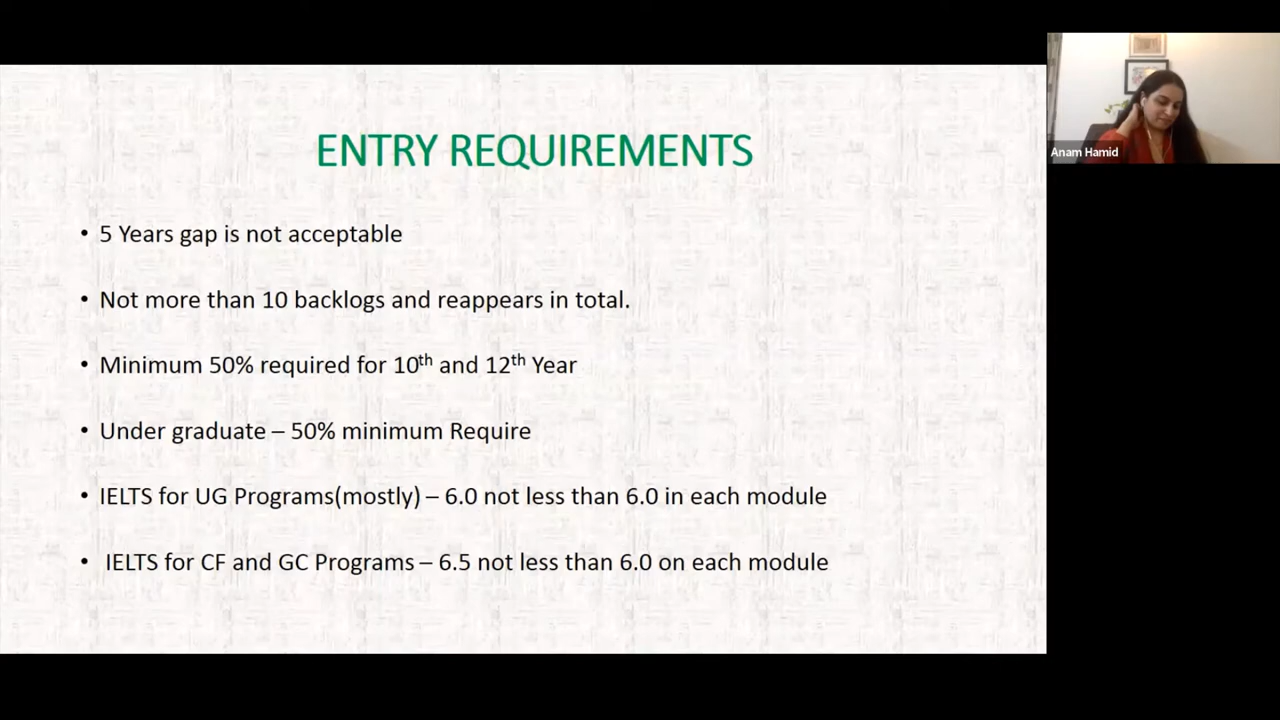 ENTRY REQUIREMENTS
• 5 Years gap is not acceptable
• Not more than 10 backlogs and reappears in total.
• Minimum 50% required for 10th and 12th Year
• Under graduate – 50% minimum Require
• IELTS for UG Programs(mostly) – 6.0 not less than 6.0 in each module
• IELTS for CF and GC Programs – 6.5 not less than 6.0 on each module
Anam Hamid